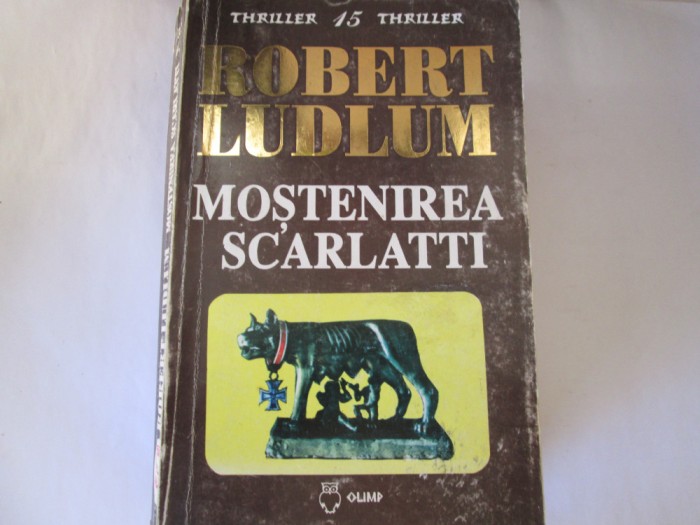 THRILLER 15 THRILLER
ROBERT
LUDLUM
MOȘTENIREA
SCARLATTI
OLIMP